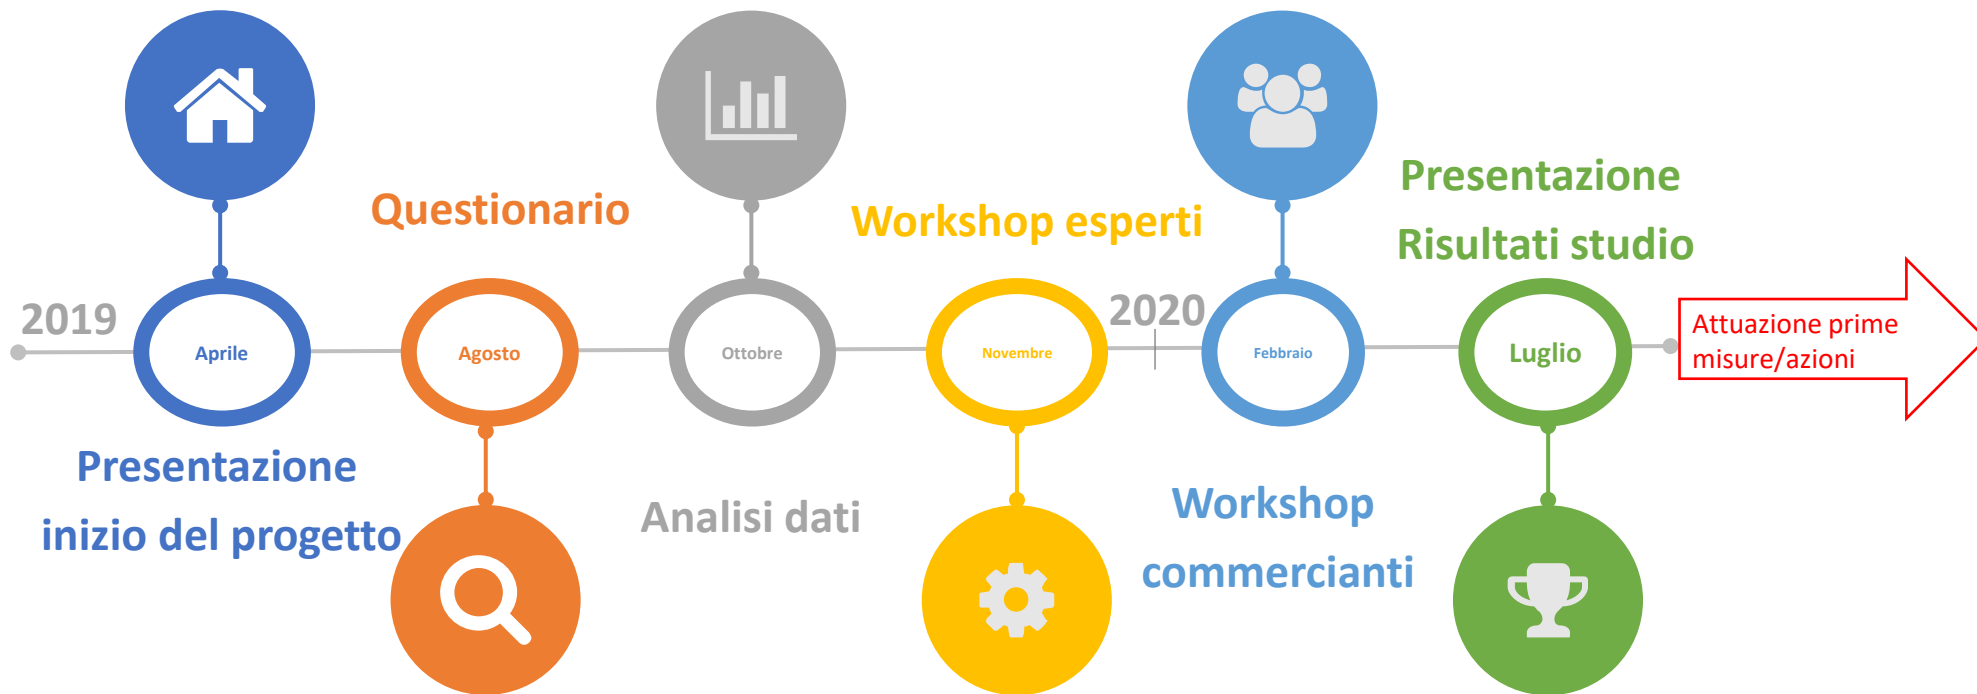 2019
Aprile
Presentazione
inizio del progetto
Questionario
Agosto
Ottobre
Analisi dati
Workshop esperti
Novembre
2020
Febbraio
Workshop
commercianti
Presentazione
Risultati studio
Luglio
Attuazione prime
misure/azioni